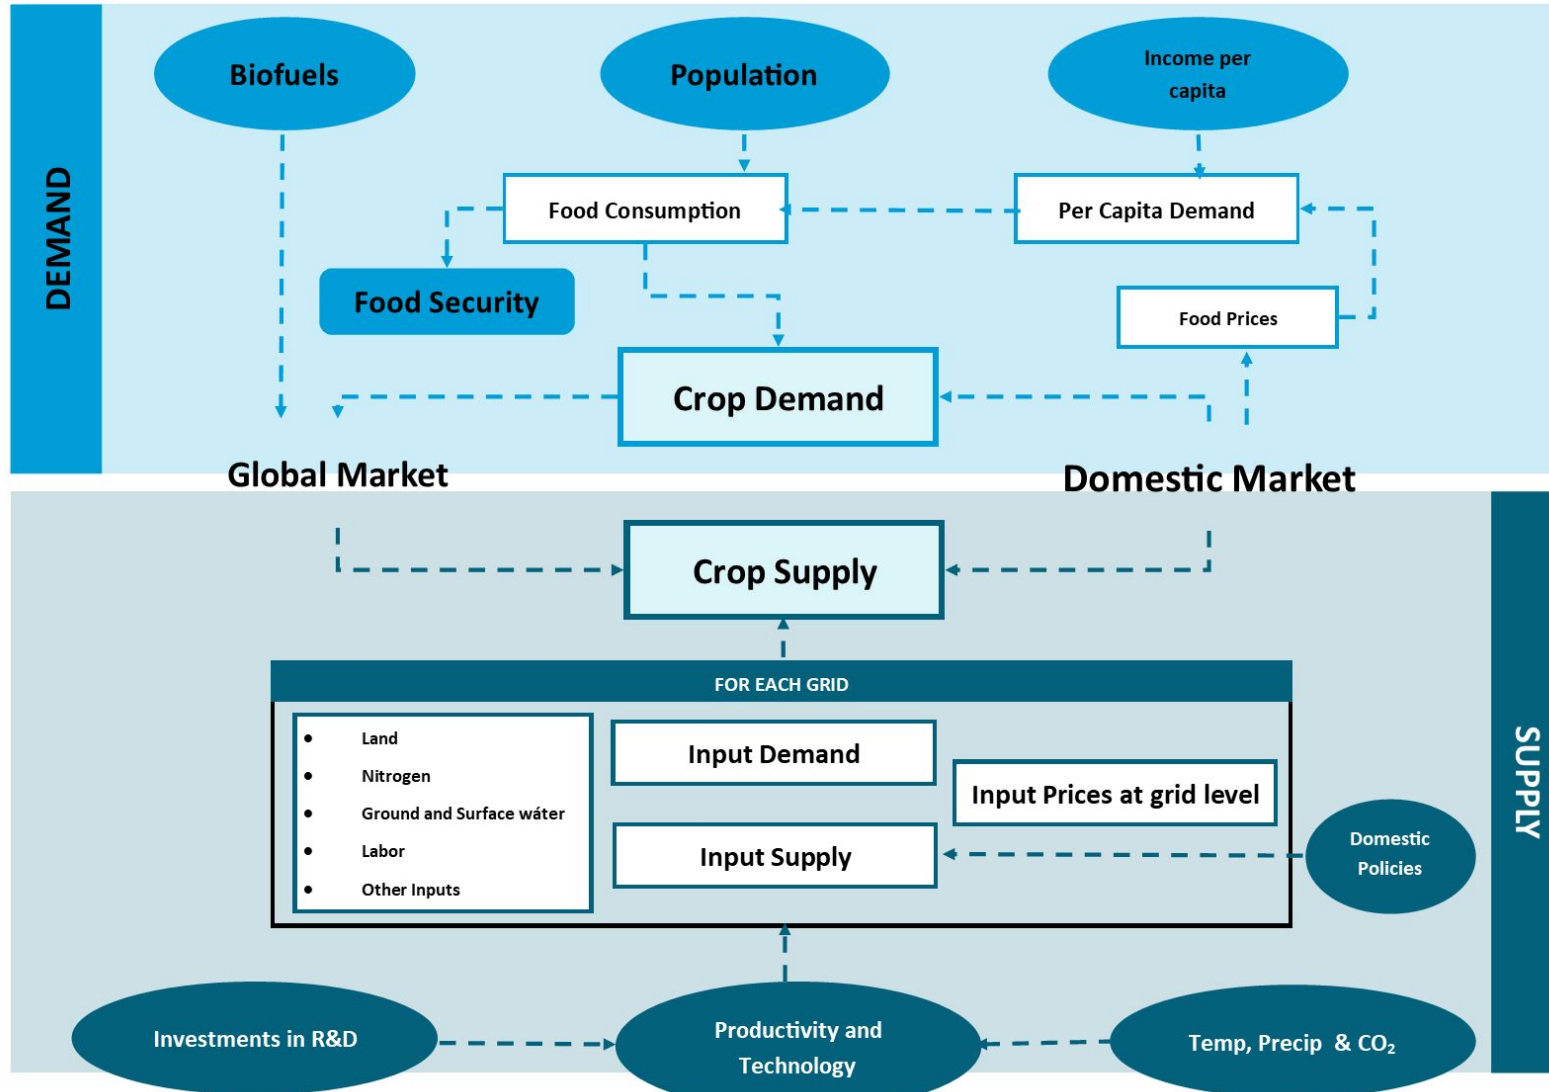 DEMAND
Biofuels
Population
Income per
capita
Food Consumption
Per Capita Demand
Food Security
Food Prices
Crop Demand
Global Market
Domestic Market
Crop Supply
SUPPLY
FOR EACH GRID
• Land
• Nitrogen
• Ground and Surface wáter
• Labor
• Other Inputs
Input Demand
Input Prices at grid level
Input Supply
Domestic
Policies
Investments in R&D
Productivity and
Technology
Temp, Precip & CO₂